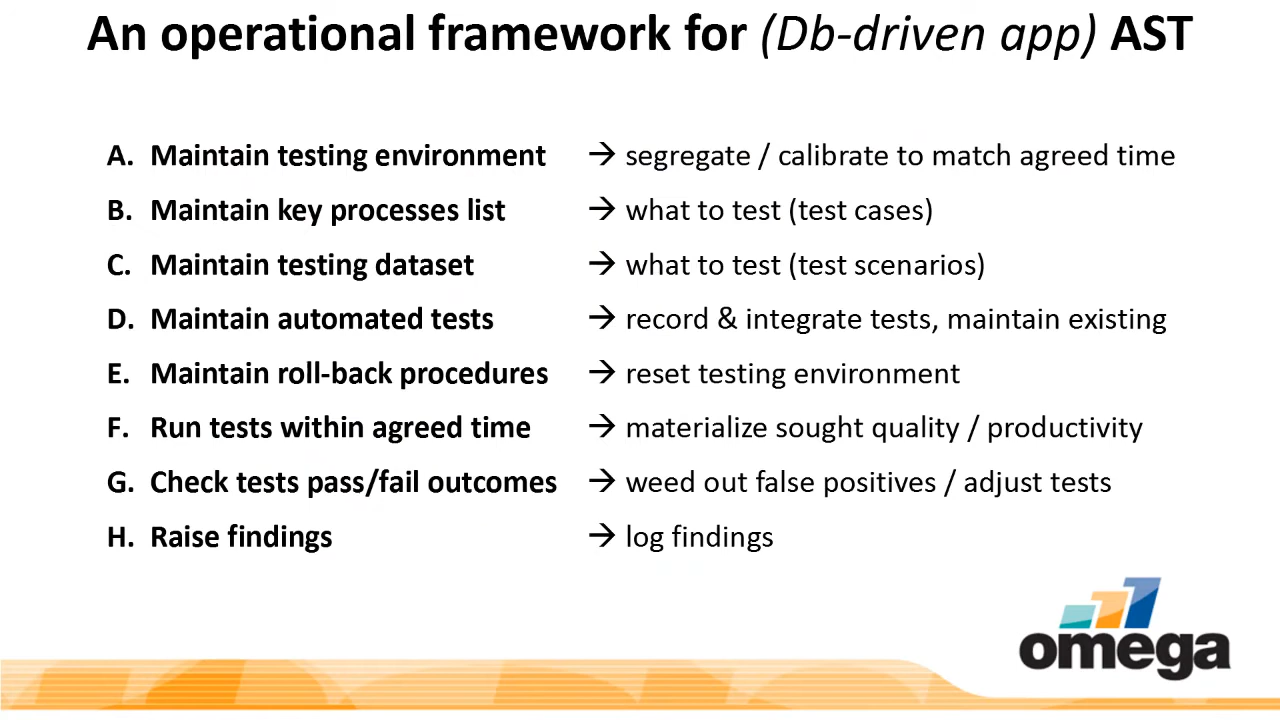 An operational framework for (Db-driven app) AST
A. Maintain testing environment → segregate / calibrate to match agreed time
B. Maintain key processes list → what to test (test cases)
C. Maintain testing dataset → what to test (test scenarios)
D. Maintain automated tests → record & integrate tests, maintain existing
E. Maintain roll-back procedures → reset testing environment
F. Run tests within agreed time → materialize sought quality / productivity
G. Check tests pass/fail outcomes → weed out false positives / adjust tests
H. Raise findings → log findings
omega